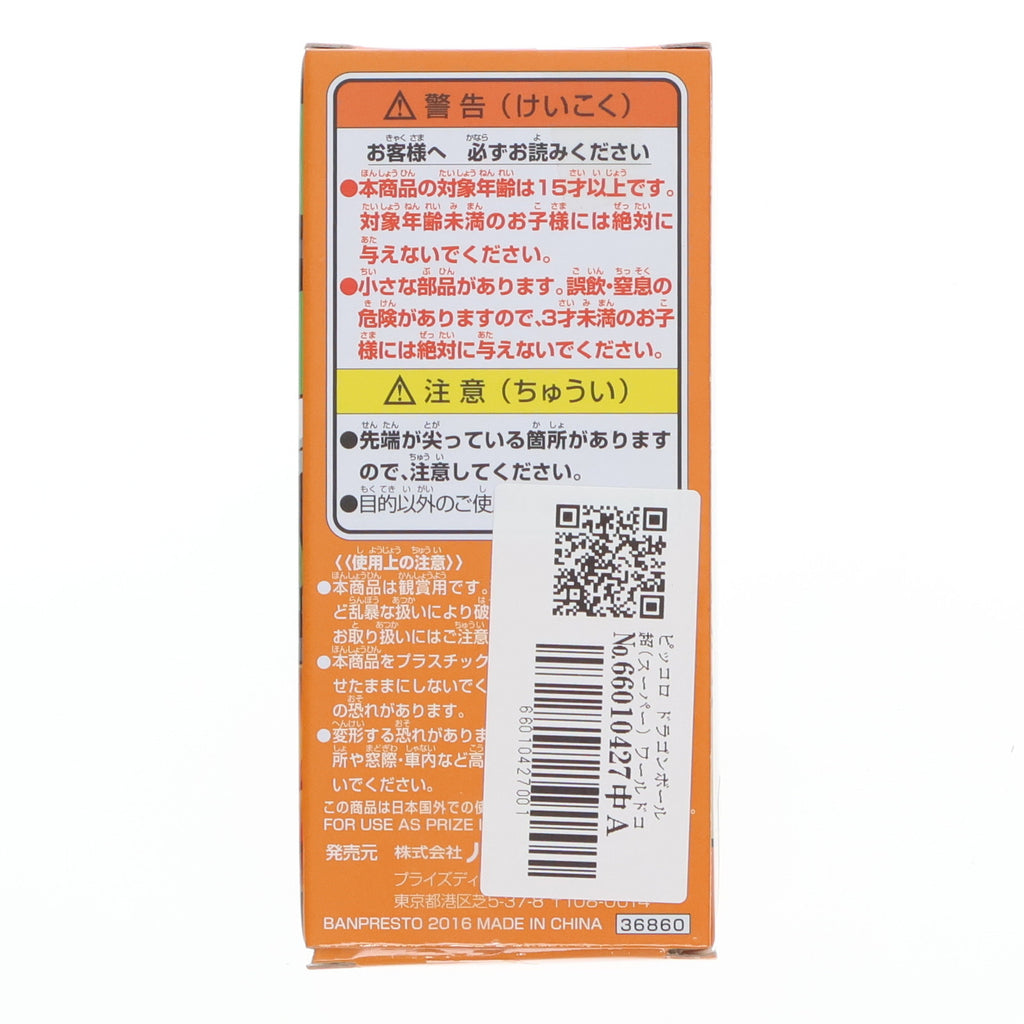 警告（けいこく）
お客様へ 必ずお読みください
●本商品の対象年齢は15才以上です。
対象年齢未満のお子様には絶対に
与えないでください。
●小さな部品があります。誤飲・窒息の
危険がありますので、3才未満のお子
様には絶対に与えないでください。
注意（ちゅうい）
●先端が尖っている箇所があります
ので、注意してください。
●目的以外のご使
《使用上の注意》
●本商品は観賞用です。
ど乱暴な扱いにより破
お取り扱いにはご注意
●本商品をプラスチック
せたままにしないでく
の恐れがあります。
●変形する恐れがありま
所や窓際・車内など高
いでください。
この商品は日本国外での使
FOR USE AS PRIZE
発売元 株式会社
プライズディ
東京都港区芝5-37-8 〒108-0014
BANPRESTO 2016 MADE IN CHINA 36860
ピッコロ ドラゴンボール
超(スーパー) ワールドコ
No.66010427中A
66010427001